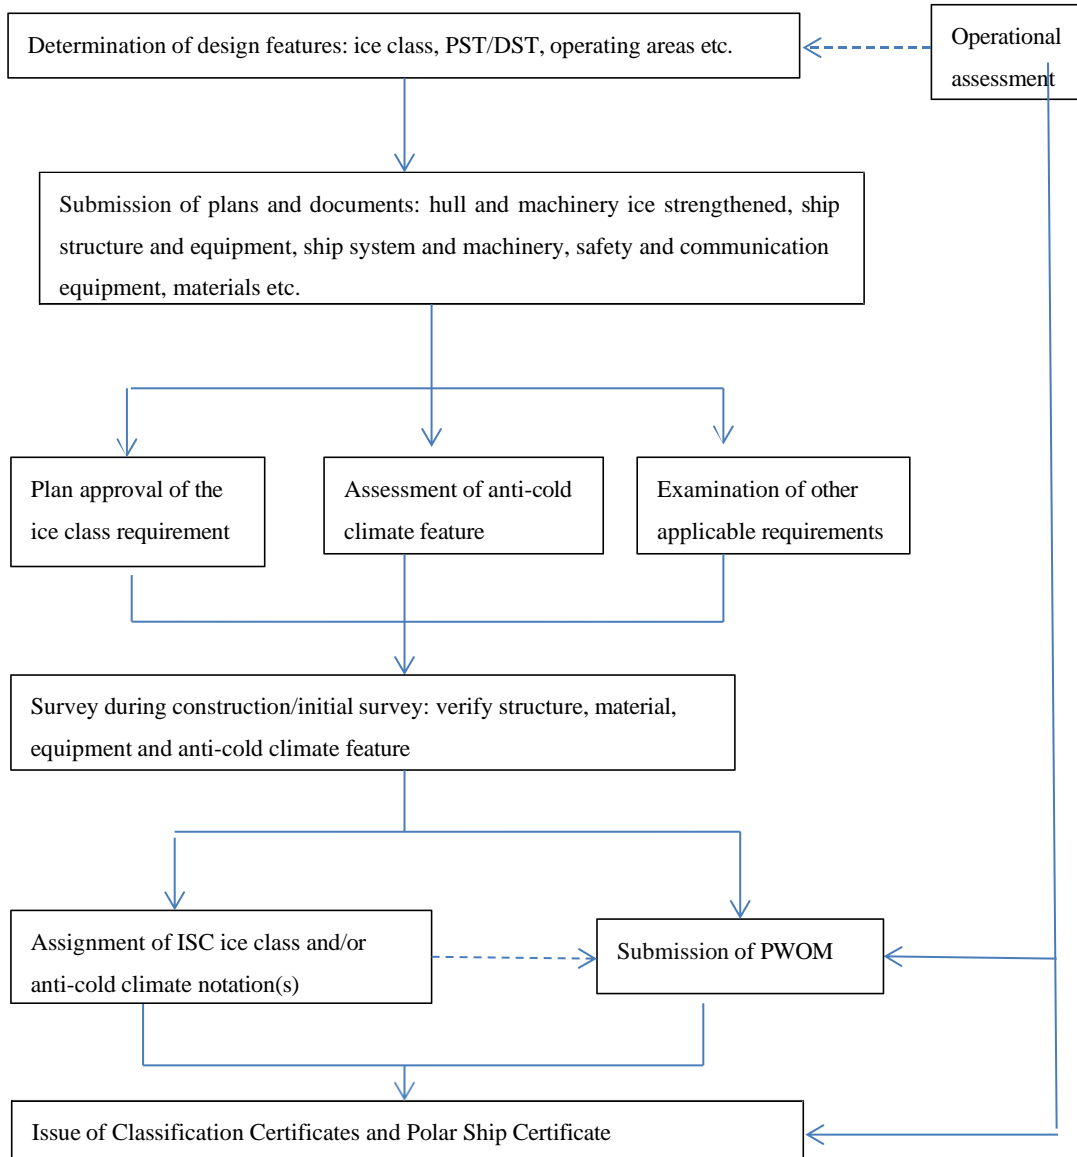 Determination of design features: ice class, PST/DST, operating areas etc.
Operational
assessment
Submission of plans and documents: hull and machinery ice strengthened, ship
structure and equipment, ship system and machinery, safety and communication
equipment, materials etc.
Plan approval of the
ice class requirement
Assessment of anti-cold
climate feature
Examination of other
applicable requirements
Survey during construction/initial survey: verify structure, material,
equipment and anti-cold climate feature
Assignment of ISC ice class and/or
anti-cold climate notation(s)
Submission of PWOM
Issue of Classification Certificates and Polar Ship Certificate